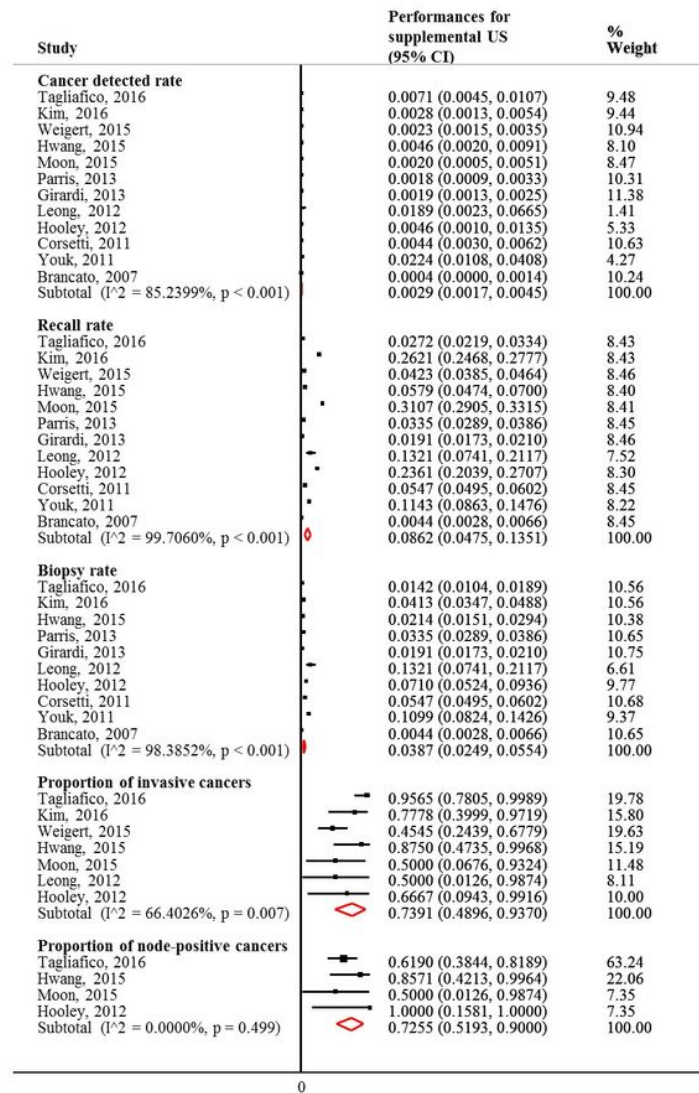 Study Performances for supplemental US (95% CI) % Weight
Cancer detected rate
Tagliafico, 2016 0.0071 (0.0045, 0.0107) 9.48
Kim, 2016 0.0028 (0.0013, 0.0054) 9.44
Weigert, 2015 0.0023 (0.0015, 0.0035) 10.94
Hwang, 2015 0.0046 (0.0020, 0.0091) 8.10
Moon, 2015 0.0020 (0.0005, 0.0051) 8.47
Parris, 2013 0.0018 (0.0009, 0.0033) 10.31
Girardi, 2013 0.0019 (0.0013, 0.0025) 11.38
Leong, 2012 0.0189 (0.0023, 0.0665) 1.41
Hooley, 2012 0.0046 (0.0010, 0.0135) 5.33
Corsetti, 2011 0.0044 (0.0030, 0.0062) 10.63
Youk, 2011 0.0224 (0.0108, 0.0408) 4.27
Brancato, 2007 0.0004 (0.0000, 0.0014) 10.24
Subtotal (I^2 = 85.2399%, p < 0.001) 0.0029 (0.0017, 0.0045) 100.00
Recall rate
Tagliafico, 2016 0.0272 (0.0219, 0.0334) 8.43
Kim, 2016 0.2621 (0.2468, 0.2777) 8.43
Weigert, 2015 0.0423 (0.0385, 0.0464) 8.46
Hwang, 2015 0.0579 (0.0474, 0.0700) 8.40
Moon, 2015 0.3107 (0.2905, 0.3315) 8.41
Parris, 2013 0.0335 (0.0289, 0.0386) 8.45
Girardi, 2013 0.0191 (0.0173, 0.0210) 8.46
Leong, 2012 0.1321 (0.0741, 0.2117) 7.52
Hooley, 2012 0.2361 (0.2039, 0.2707) 8.30
Corsetti, 2011 0.0547 (0.0495, 0.0602) 8.45
Youk, 2011 0.1143 (0.0863, 0.1476) 8.22
Brancato, 2007 0.0044 (0.0028, 0.0066) 8.45
Subtotal (I^2 = 99.7060%, p < 0.001) 0.0862 (0.0475, 0.1351) 100.00
Biopsy rate
Tagliafico, 2016 0.0142 (0.0104, 0.0189) 10.56
Kim, 2016 0.0413 (0.0347, 0.0488) 10.56
Hwang, 2015 0.0214 (0.0151, 0.0294) 10.38
Parris, 2013 0.0335 (0.0289, 0.0386) 10.65
Girardi, 2013 0.0191 (0.0173, 0.0210) 10.75
Leong, 2012 0.1321 (0.0741, 0.2117) 6.61
Hooley, 2012 0.0710 (0.0524, 0.0936) 9.77
Corsetti, 2011 0.0547 (0.0495, 0.0602) 10.68
Youk, 2011 0.1099 (0.0824, 0.1426) 9.37
Brancato, 2007 0.0044 (0.0028, 0.0066) 10.65
Subtotal (I^2 = 98.3852%, p < 0.001) 0.0387 (0.0249, 0.0554) 100.00
Proportion of invasive cancers
Tagliafico, 2016 0.9565 (0.7805, 0.9989) 19.78
Kim, 2016 0.7778 (0.3999, 0.9719) 15.80
Weigert, 2015 0.4545 (0.2439, 0.6779) 19.63
Hwang, 2015 0.8750 (0.4735, 0.9968) 15.19
Moon, 2015 0.5000 (0.0676, 0.9324) 11.48
Leong, 2012 0.5000 (0.0126, 0.9874) 8.11
Hooley, 2012 0.6667 (0.0943, 0.9916) 10.00
Subtotal (I^2 = 66.4026%, p = 0.007) 0.7391 (0.4896, 0.9370) 100.00
Proportion of node-positive cancers
Tagliafico, 2016 0.6190 (0.3844, 0.8189) 63.24
Hwang, 2015 0.8571 (0.4213, 0.9964) 22.06
Moon, 2015 0.5000 (0.0126, 0.9874) 7.35
Hooley, 2012 1.0000 (0.1581, 1.0000) 7.35
Subtotal (I^2 = 0.0000%, p = 0.499) 0.7255 (0.5193, 0.9000) 100.00
0